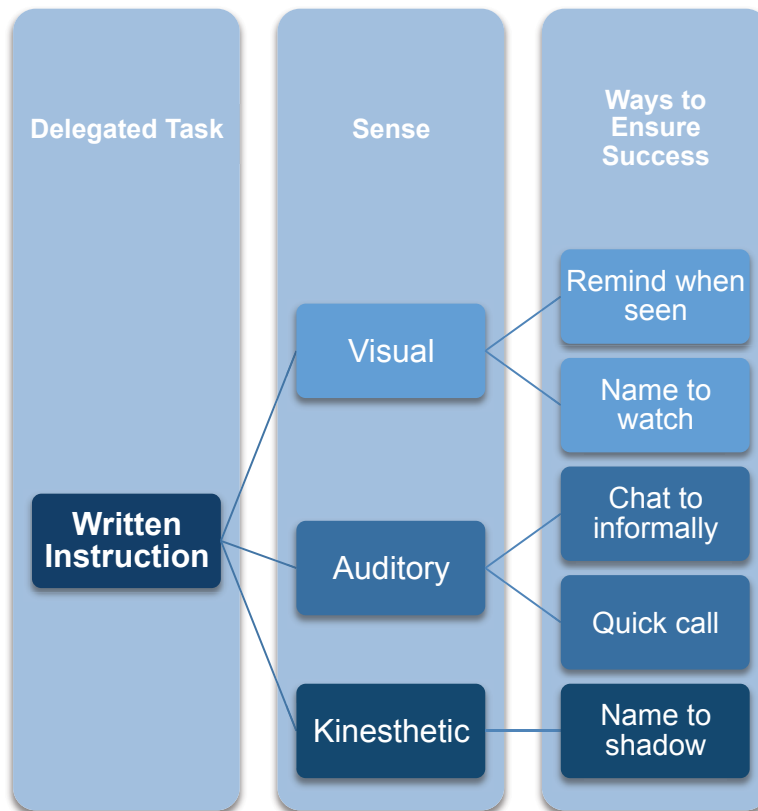 Delegated Task
Sense
Ways to
Ensure
Success
Written
Instruction
Visual
Remind when
seen
Name to
watch
Auditory
Chat to
informally
Quick call
Kinesthetic
Name to
shadow